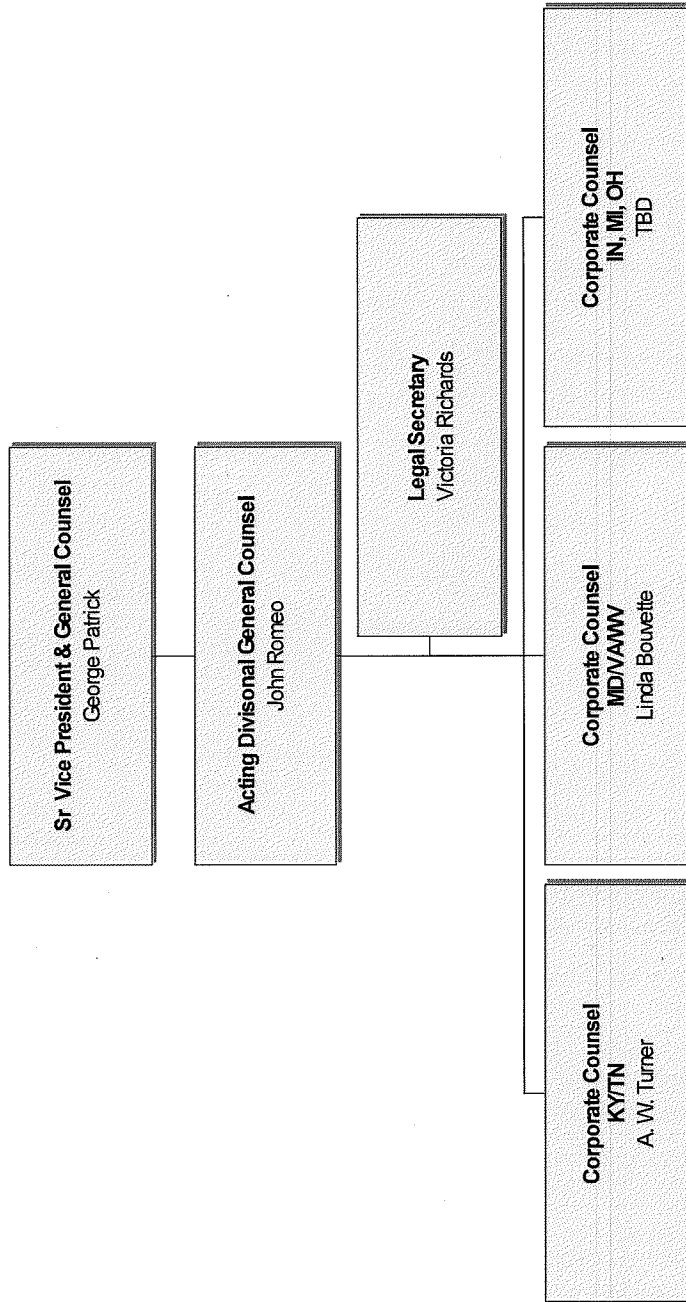 Sr Vice President & General Counsel
George Patrick
Acting Divisonal General Counsel
John Romeo
Legal Secretary
Victoria Richards
Corporate Counsel
KY/TN
A. W. Turner
Corporate Counsel
MD/VA/WV
Linda Bouvette
Corporate Counsel
IN, MI, OH
TBD